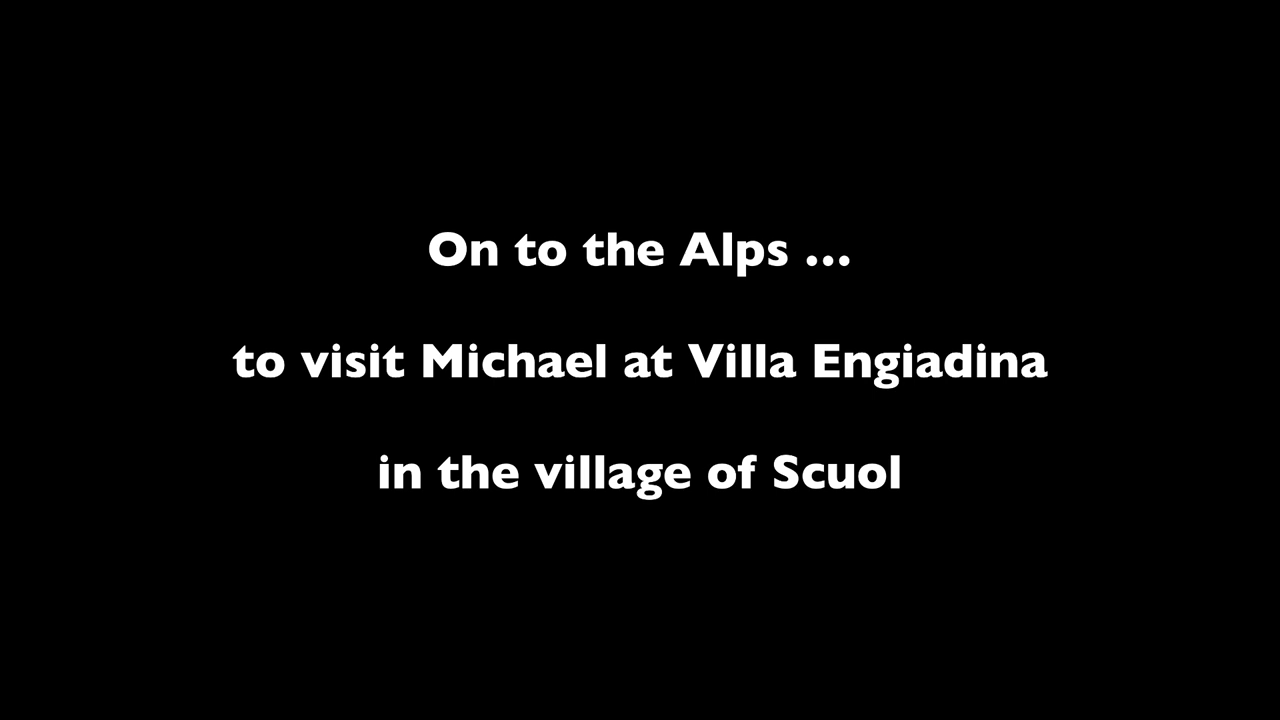 On to the Alps ...
to visit Michael at Villa Engiadina
in the village of Scuol